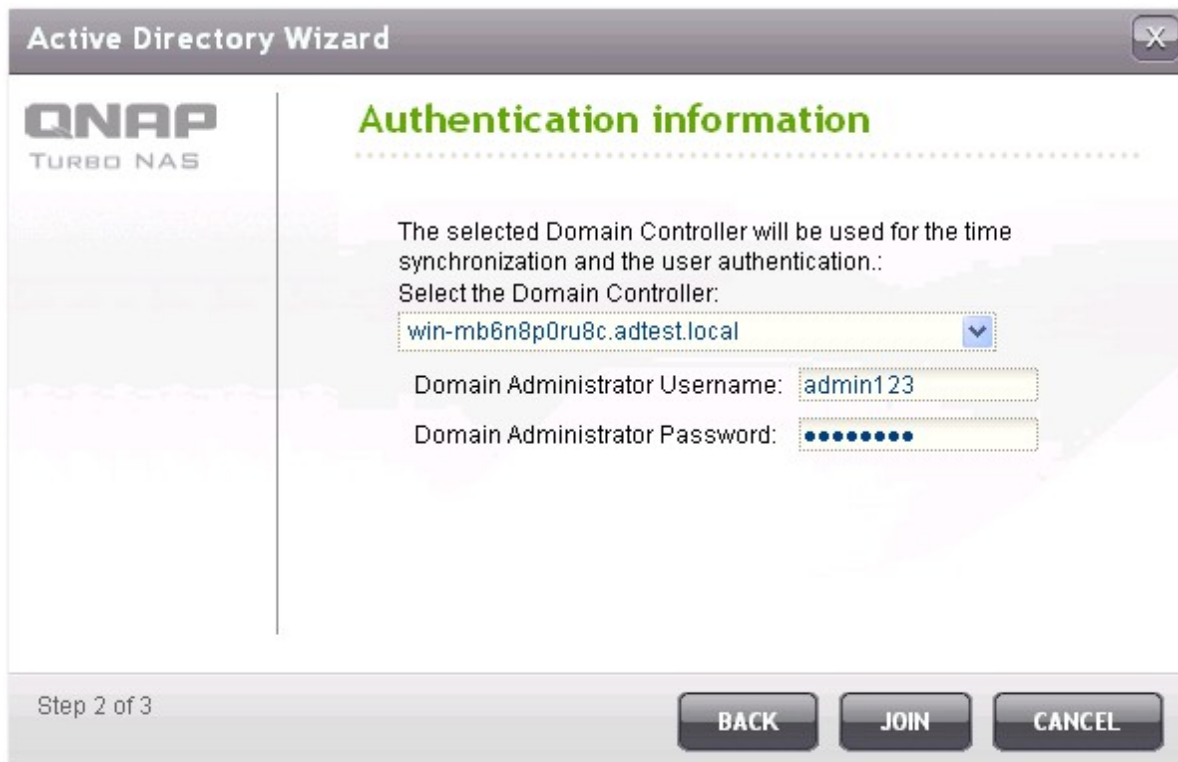 Active Directory Wizard
X
QNAP
TURBO NAS
Authentication information
The selected Domain Controller will be used for the time
synchronization and the user authentication.:
Select the Domain Controller:
win-mb6n8p0ru8c.adtest.local
Domain Administrator Username: admin123
Domain Administrator Password: ••••••••
Step 2 of 3
BACK JOIN CANCEL